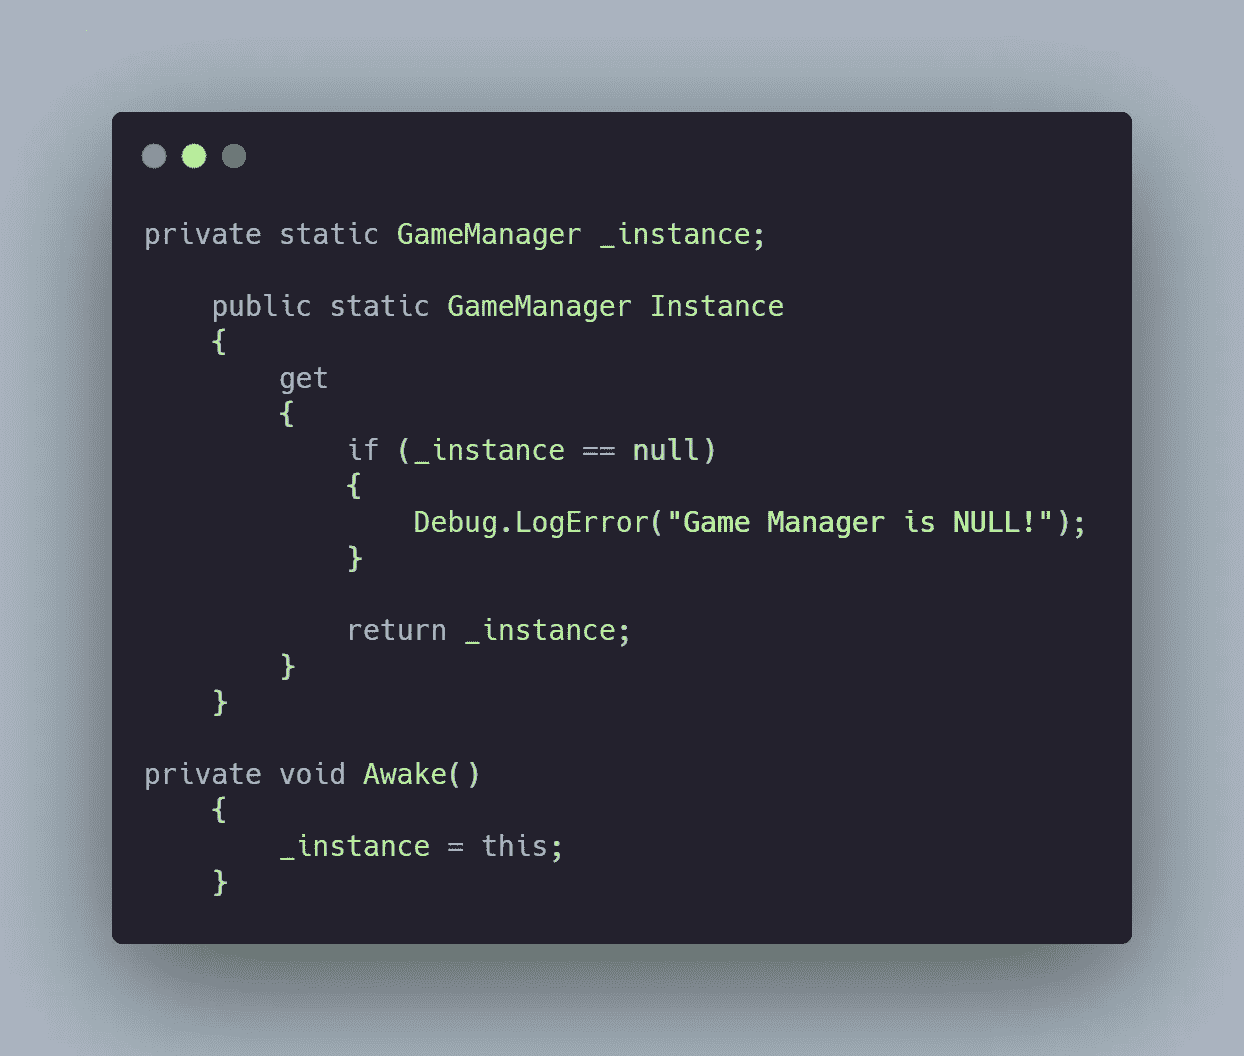 private static GameManager _instance;
    public static GameManager Instance
    {
        get
        {
            if (_instance == null)
            {
                Debug.LogError("Game Manager is NULL!");
            }
            return _instance;
        }
    }
private void Awake()
    {
        _instance = this;
    }